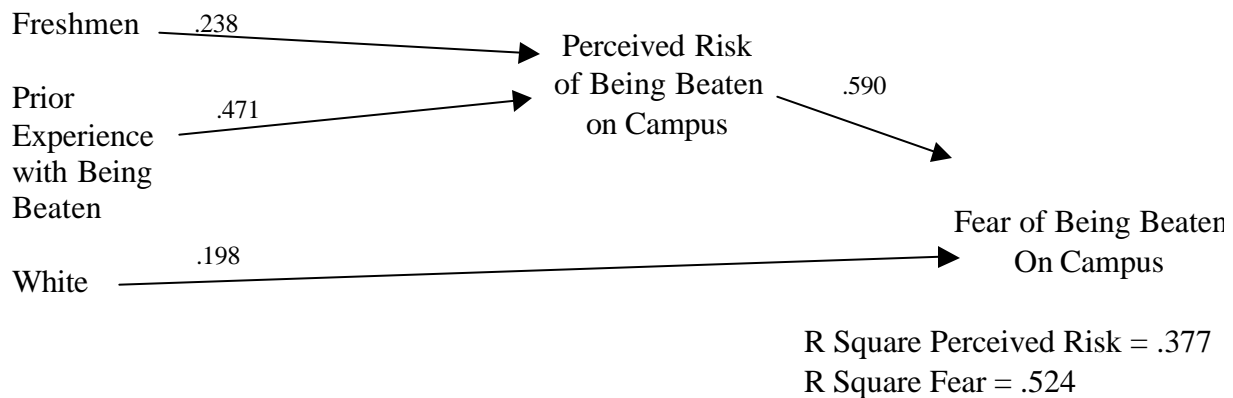 Freshmen
.238
Perceived Risk
of Being Beaten
on Campus
.590
Prior
Experience
with Being
Beaten
.471
Fear of Being Beaten
On Campus
White
.198
R Square Perceived Risk = .377
R Square Fear = .524